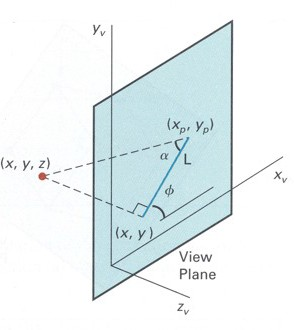 y_v
(x_p, y_p)
α
L
(x, y, z)
ϕ
x_v
(x, y)
View
Plane
z_v